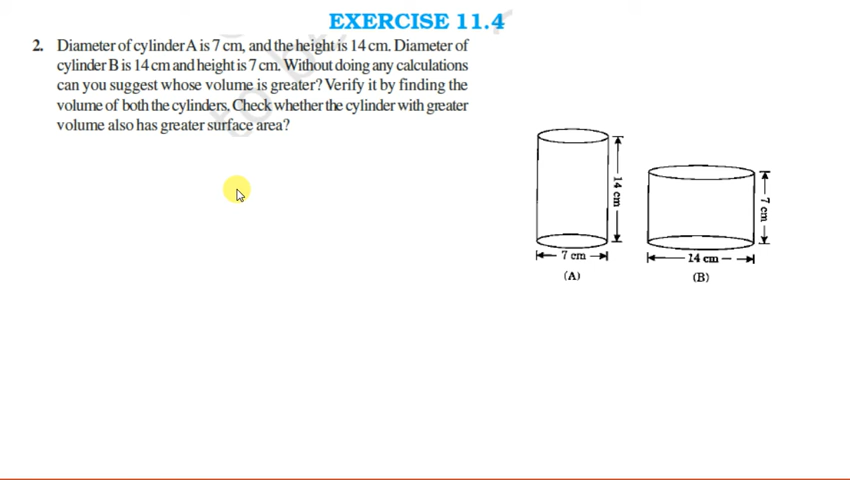 EXERCISE 11.4
2. Diameter of cylinder A is 7 cm, and the height is 14 cm. Diameter of
cylinder B is 14 cm and height is 7 cm. Without doing any calculations
can you suggest whose volume is greater? Verify it by finding the
volume of both the cylinders. Check whether the cylinder with greater
volume also has greater surface area?
14 cm
7 cm
7 cm
14 cm
(A)
(B)